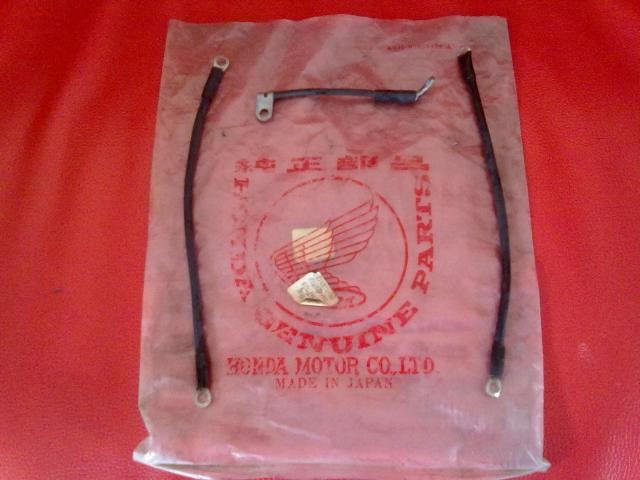 純正部品
HONDA GENUINE PARTS
HONDA MOTOR CO., LTD.
MADE IN JAPAN